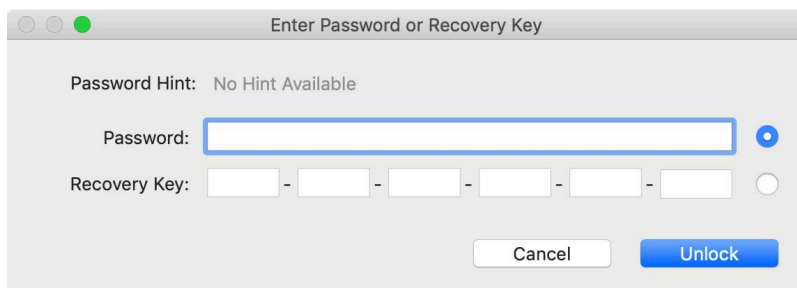 Enter Password or Recovery Key
Password Hint: No Hint Available
Password:
Recovery Key: - - - - -
Cancel Unlock